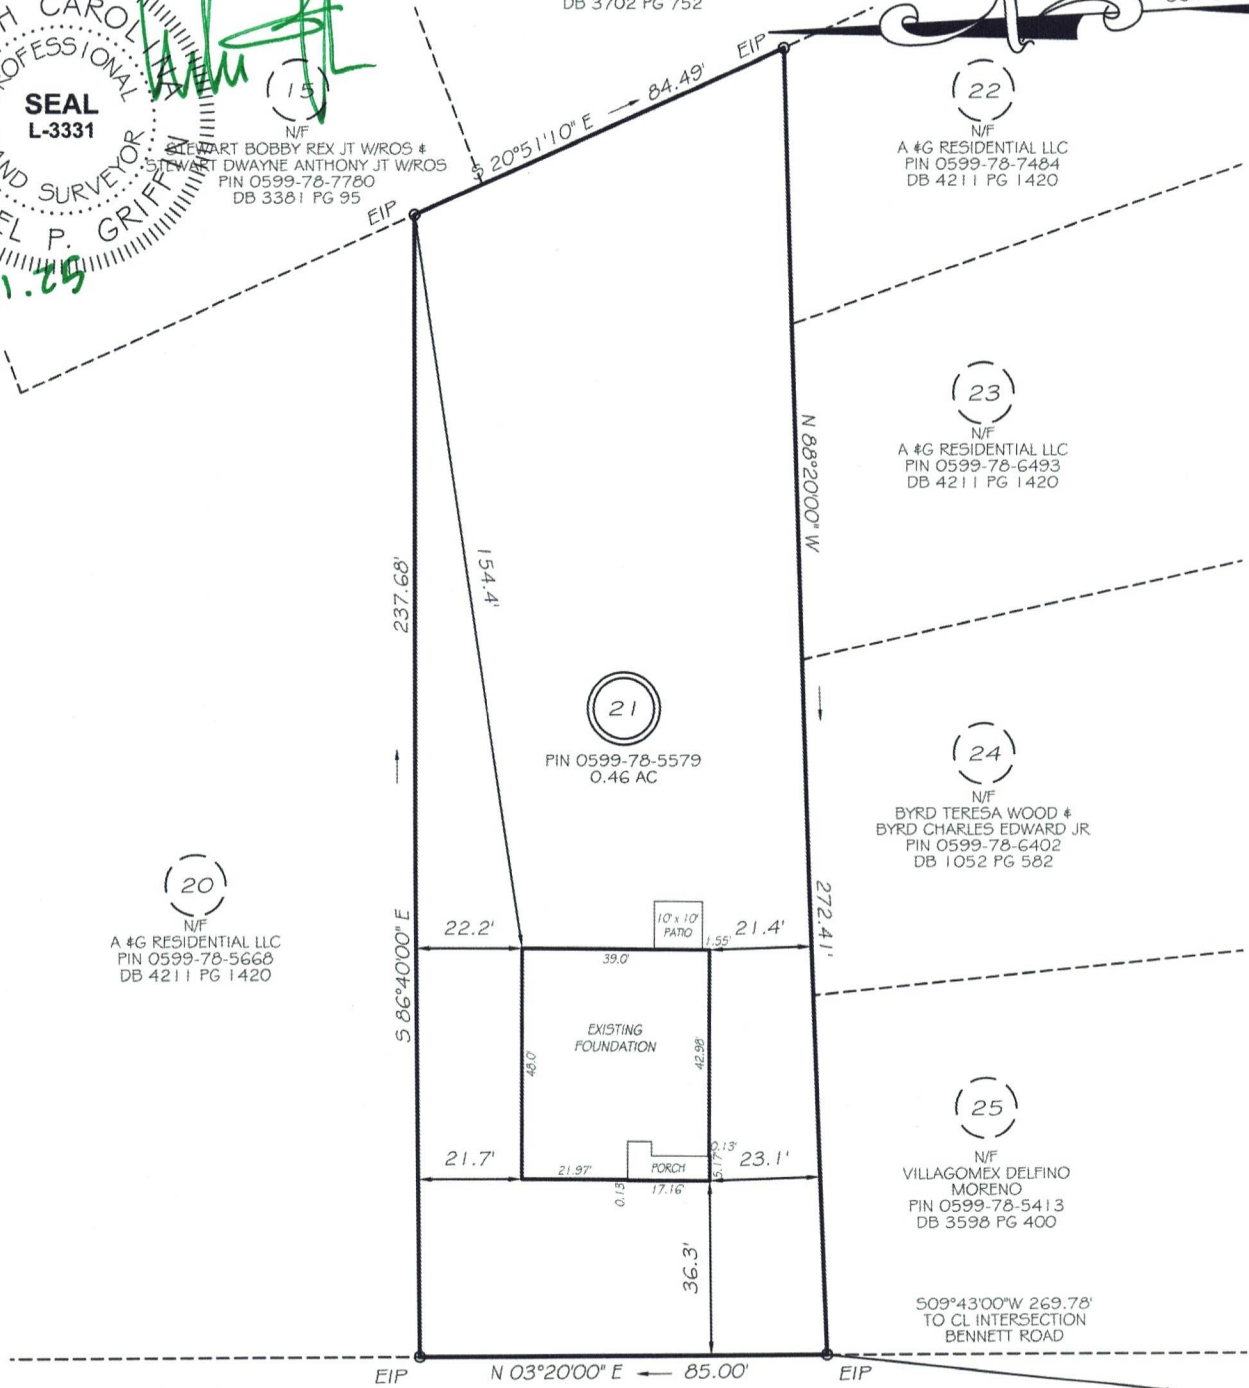 DB 3702 PG 752
H CAROLINA
PROFESSIONAL
SEAL
L-3331
AND SURVEYOR
EL P. GRIFFIN
1.25
15
N/F
STEWART BOBBY REX JT W/ROS &
STEWART DWAYNE ANTHONY JT W/ROS
PIN 0599-78-7780
DB 3381 PG 95
EIP
S 20°51'10" E
84.49'
EIP
22
N/F
A &G RESIDENTIAL LLC
PIN 0599-78-7484
DB 4211 PG 1420
23
N/F
A &G RESIDENTIAL LLC
PIN 0599-78-6493
DB 4211 PG 1420
N 88°20'00" W
272.41'
237.68'
S 86°40'00" E
154.4'
21
PIN 0599-78-5579
0.46 AC
24
N/F
BYRD TERESA WOOD &
BYRD CHARLES EDWARD JR
PIN 0599-78-6402
DB 1052 PG 582
20
N/F
A &G RESIDENTIAL LLC
PIN 0599-78-5668
DB 4211 PG 1420
22.2'
10' x 10'
PATIO
1.55'
21.4'
39.0'
EXISTING
FOUNDATION
48.0'
42.98'
21.7'
21.97'
PORCH
0.13'
5.17'
23.1'
0.13'
17.16'
36.3'
25
N/F
VILLAGOMEX DELFINO
MORENO
PIN 0599-78-5413
DB 3598 PG 400
S09°43'00"W 269.78'
TO CL INTERSECTION
BENNETT ROAD
EIP
N 03°20'00" E
85.00'
EIP